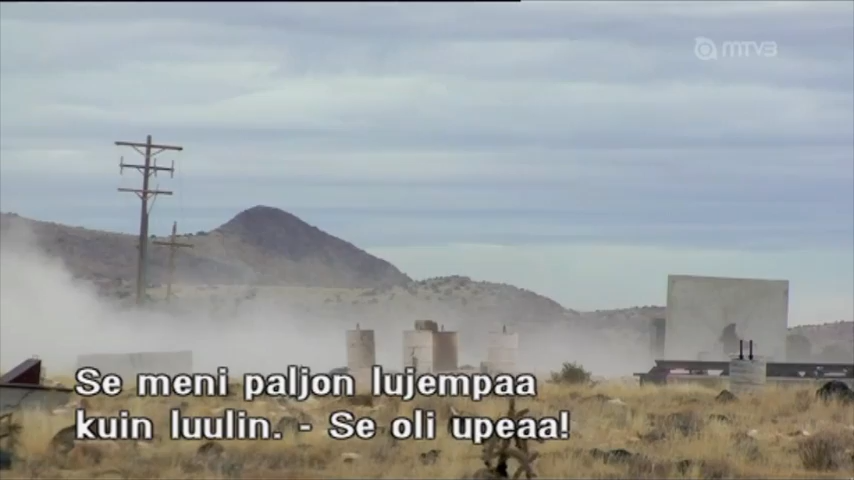 MTV3
Se meni paljon lujempaa
kuin luulin. - Se oli upeaa!